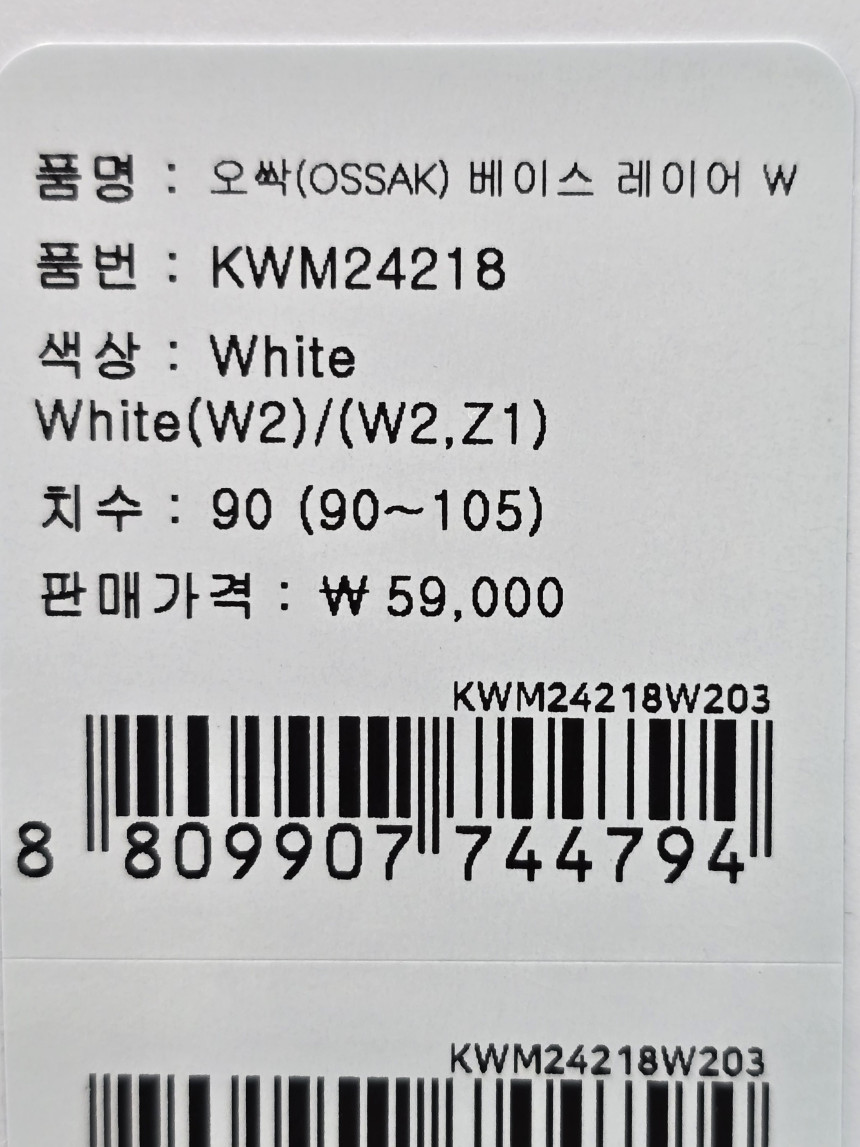 품명 : 오싹(OSSAK) 베이스 레이어 W
품번 : KWM24218
색상 : White
White(W2)/(W2,Z1)
치수 : 90 (90~105)
판매가격 : ₩ 59,000
KWM24218W203
8 809907 744794
KWM24218W203